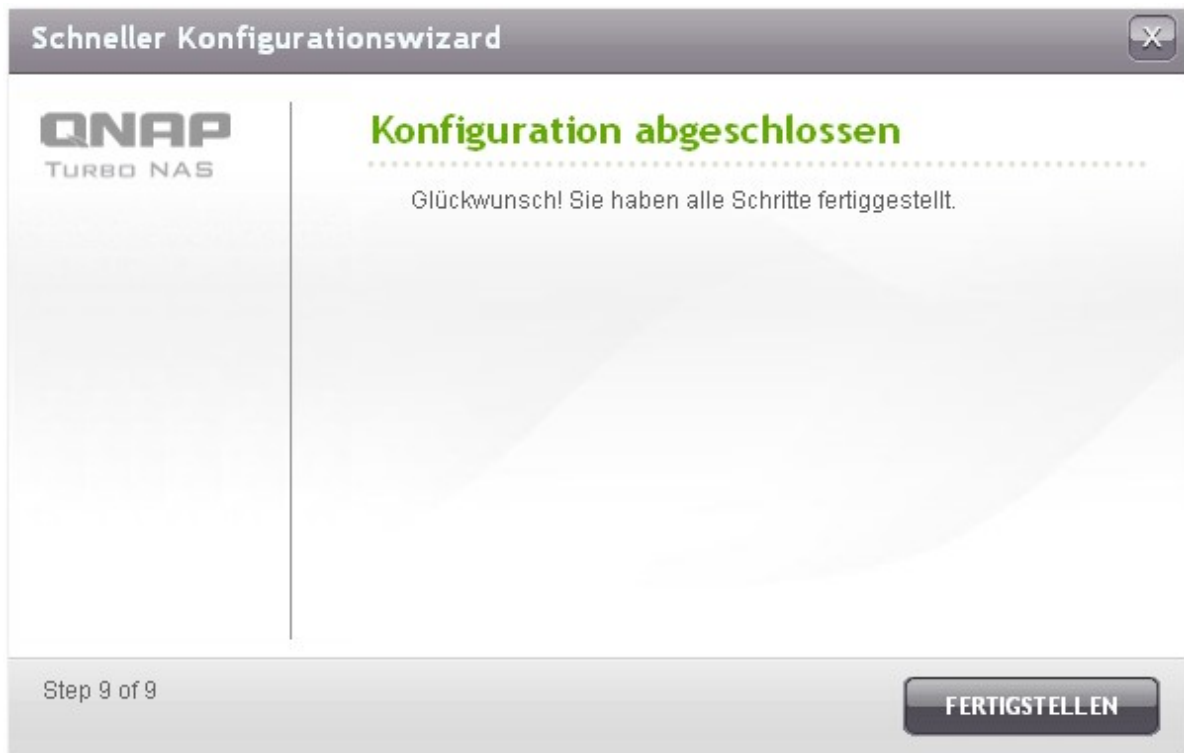 Schneller Konfigurationswizard
X
QNAP
TURBO NAS
Konfiguration abgeschlossen
Glückwunsch! Sie haben alle Schritte fertiggestellt.
Step 9 of 9
FERTIGSTELLEN